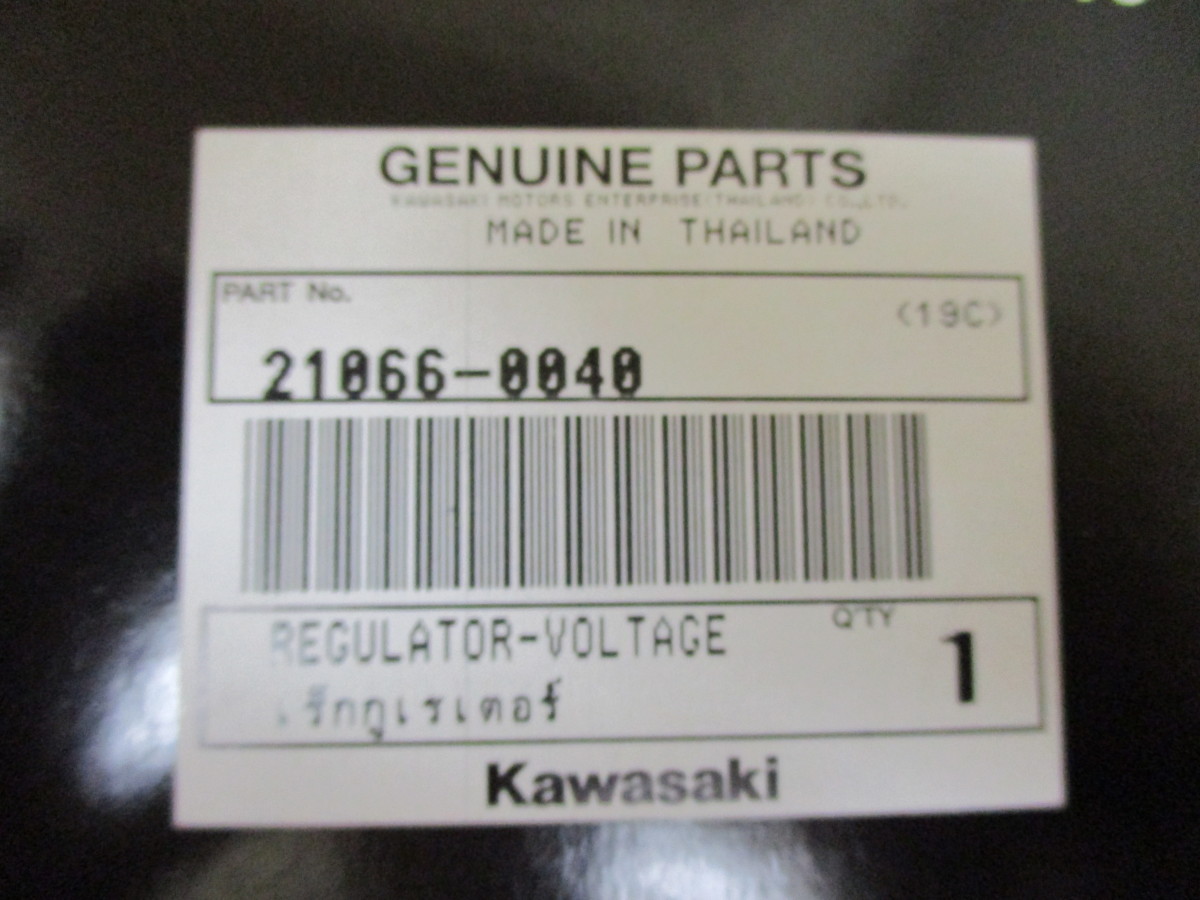 GENUINE PARTS
KAWASAKI MOTORS ENTERPRISE(THAILAND) CO.,LTD.
MADE IN THAILAND
PART No.
(19C)
21066-0040
REGULATOR-VOLTAGE
Q'TY
1
เร็กกูเรเตอร์
Kawasaki